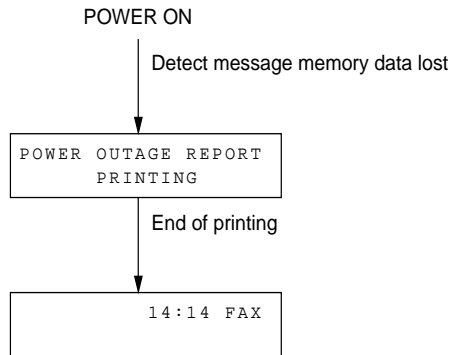 POWER ON
Detect message memory data lost
POWER OUTAGE REPORT
PRINTING
End of printing
14:14 FAX